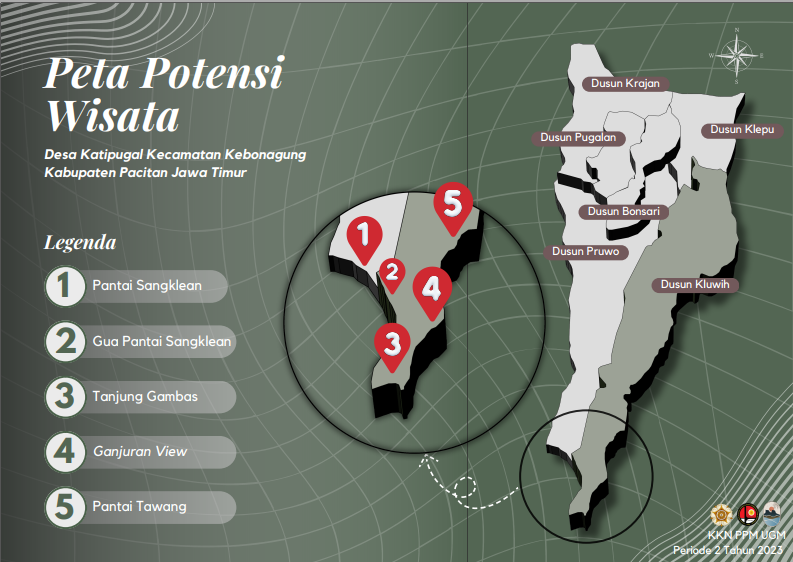 Peta Potensi
Wisata
Desa Katipugal Kecamatan Kebonagung
Kabupaten Pacitan Jawa Timur
Legenda
1 Pantai Sangklean
2 Gua Pantai Sangklean
3 Tanjung Gambas
4 Ganjuran View
5 Pantai Tawang
1
2
3
4
5
N
W E
S
Dusun Krajan
Dusun Klepu
Dusun Pugalan
Dusun Bonsari
Dusun Pruwo
Dusun Kluwih
KKN PPM UGM
Periode 2 Tahun 2023